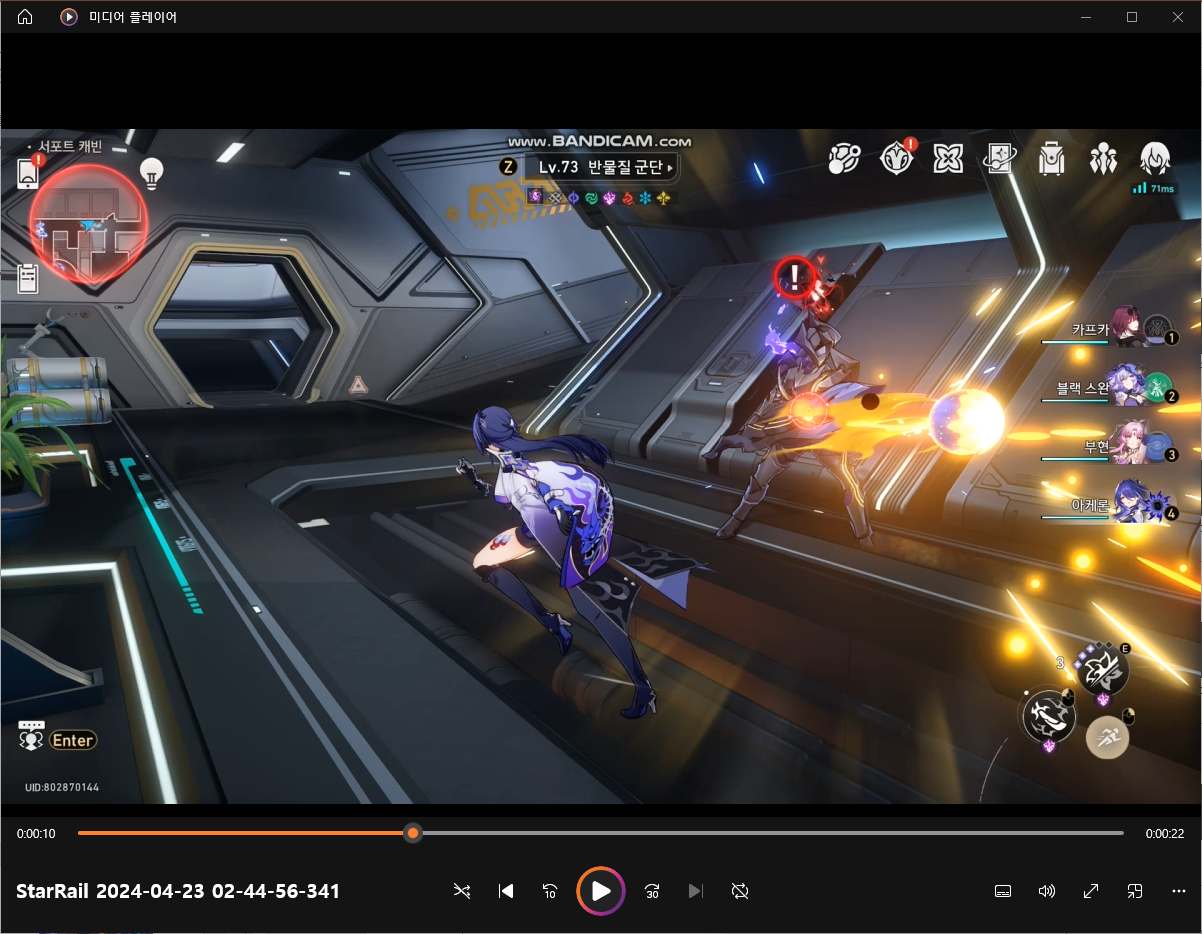 미디어 플레이어
www.BANDICAM.com
서포트 캐빈
Z Lv.73 반물질 군단
71ms
카프카 1
블랙 스완 2
부현 3
아케론 4
E
3
Enter
UID:802870144
0:00:10
0:00:22
StarRail 2024-04-23 02-44-56-341
10
30